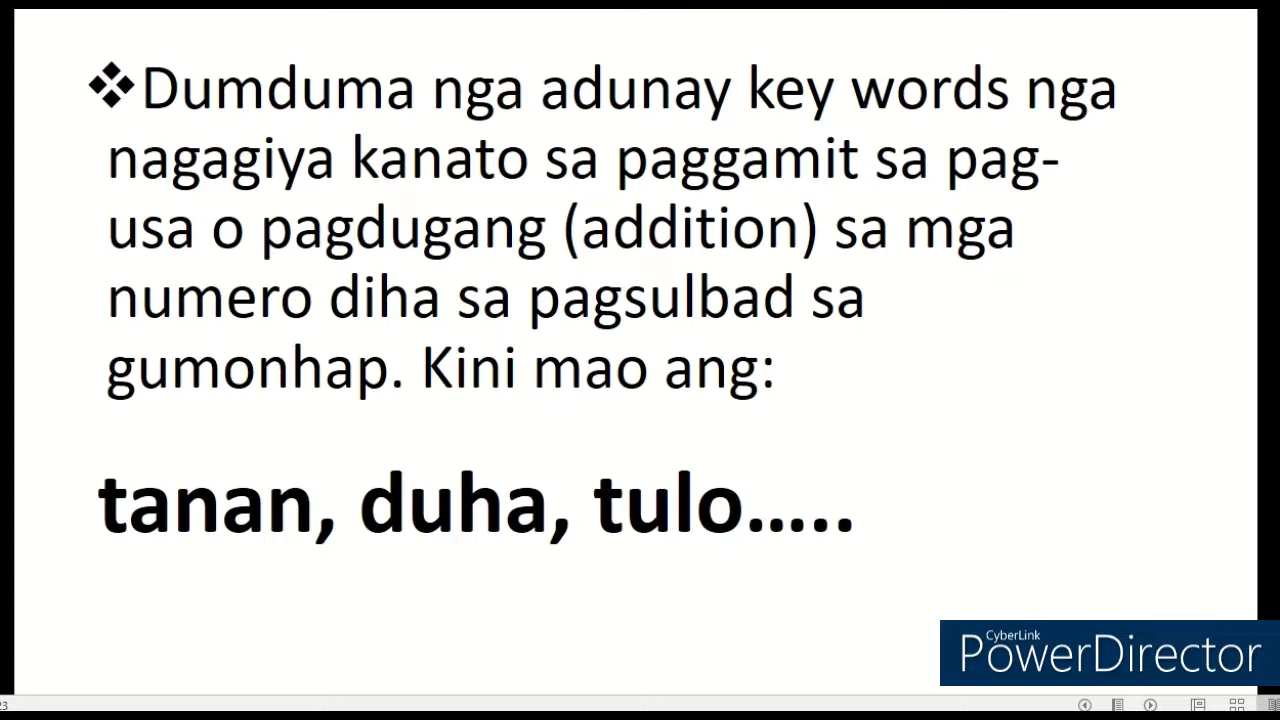 ❖Dumduma nga adunay key words nga
nagagiya kanato sa paggamit sa pag-
usa o pagdugang (addition) sa mga
numero diha sa pagsulbad sa
gumonhap. Kini mao ang:
tanan, duha, tulo…..
CyberLink
PowerDirector
23